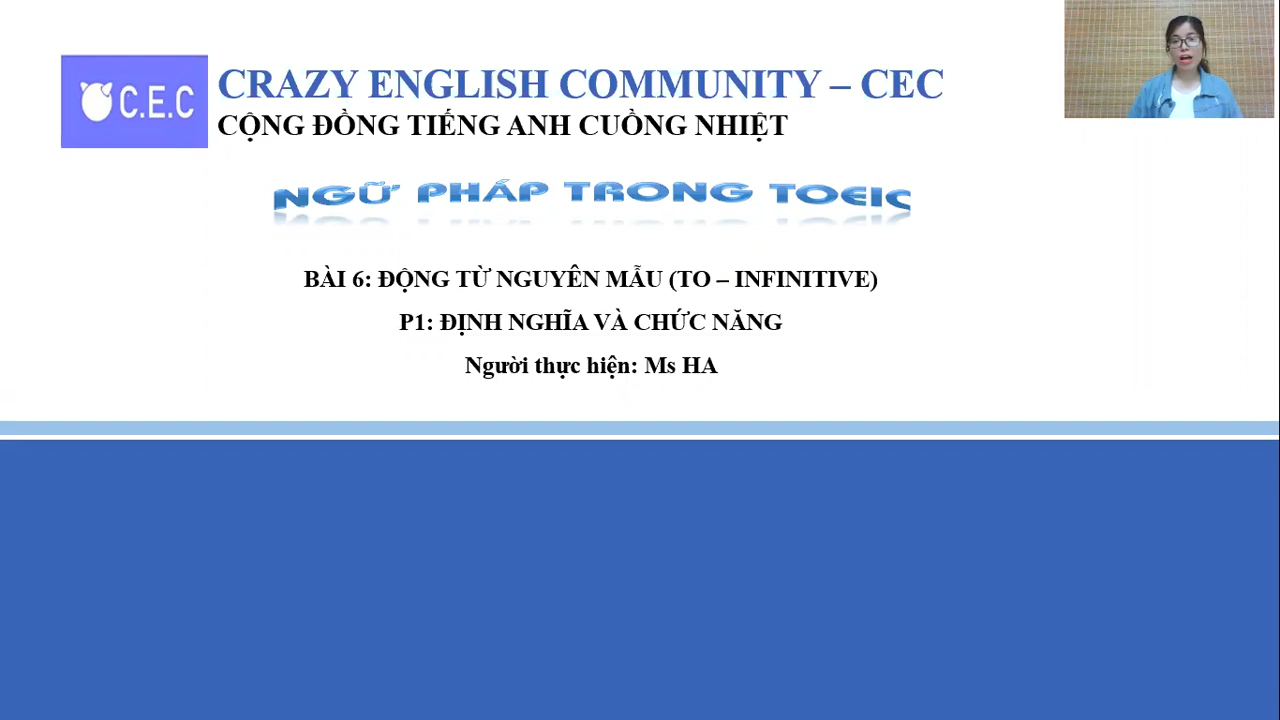 C.E.C
CRAZY ENGLISH COMMUNITY – CEC
CỘNG ĐỒNG TIẾNG ANH CUỒNG NHIỆT
NGỮ PHÁP TRONG TOEIC
BÀI 6: ĐỘNG TỪ NGUYÊN MẪU (TO – INFINITIVE)
P1: ĐỊNH NGHĨA VÀ CHỨC NĂNG
Người thực hiện: Ms HA